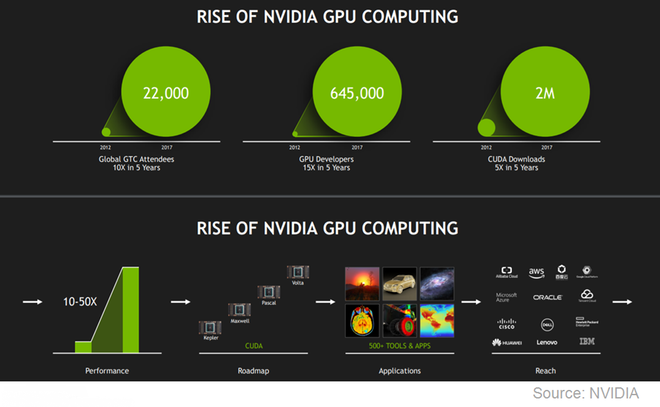 RISE OF NVIDIA GPU COMPUTING
22,000
645,000
2M
2012
2017
2012
2017
2012
2017
Global GTC Attendees
10X in 5 Years
GPU Developers
15X in 5 Years
CUDA Downloads
5X in 5 Years
RISE OF NVIDIA GPU COMPUTING
10-50X
Performance
Volta
Pascal
Maxwell
Kepler
CUDA
Roadmap
500+ TOOLS & APPS
Applications
Alibaba Cloud
aws
Google Cloud Platform
Microsoft
Azure
ORACLE
Tencent Cloud
CISCO
DELL
Hewlett Packard
Enterprise
HUAWEI
Lenovo
IBM
Reach
Source: NVIDIA